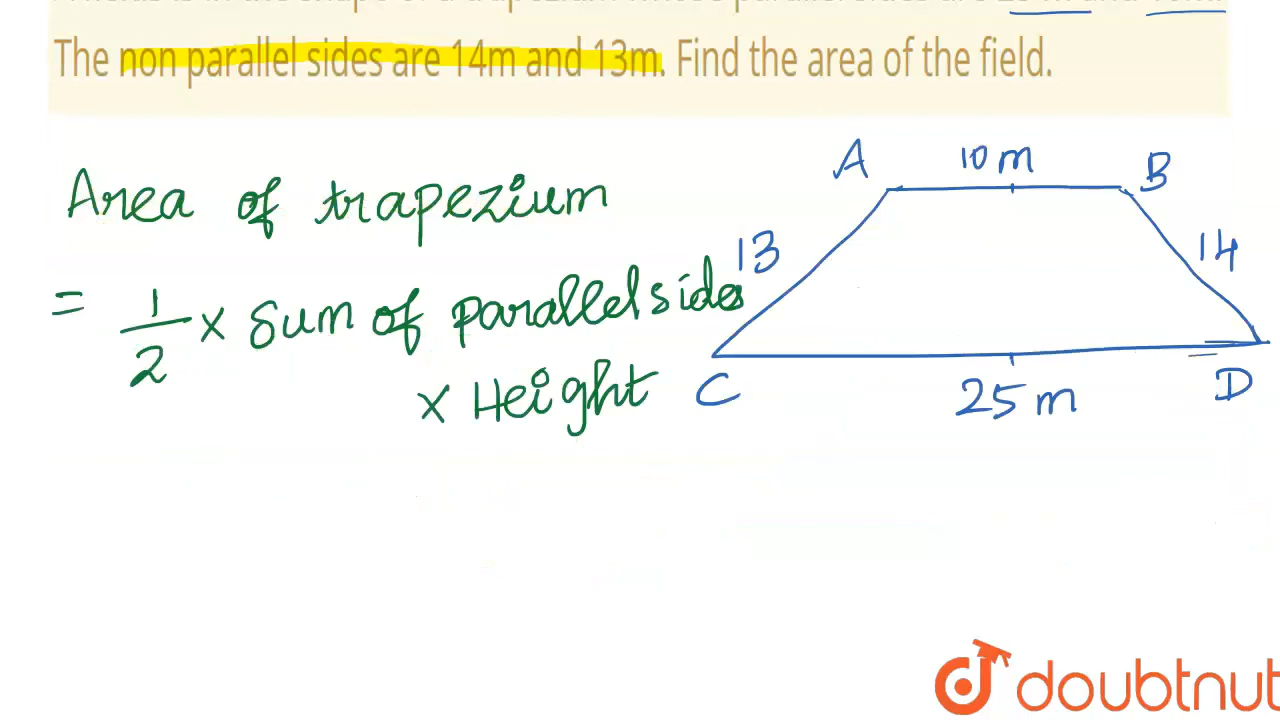 The non parallel sides are 14m and 13m. Find the area of the field.
A 10 m B
Area of trapezium
13 14
= 1/2 × Sum of parallel sides
× Height
C 25 m D
doubtnut